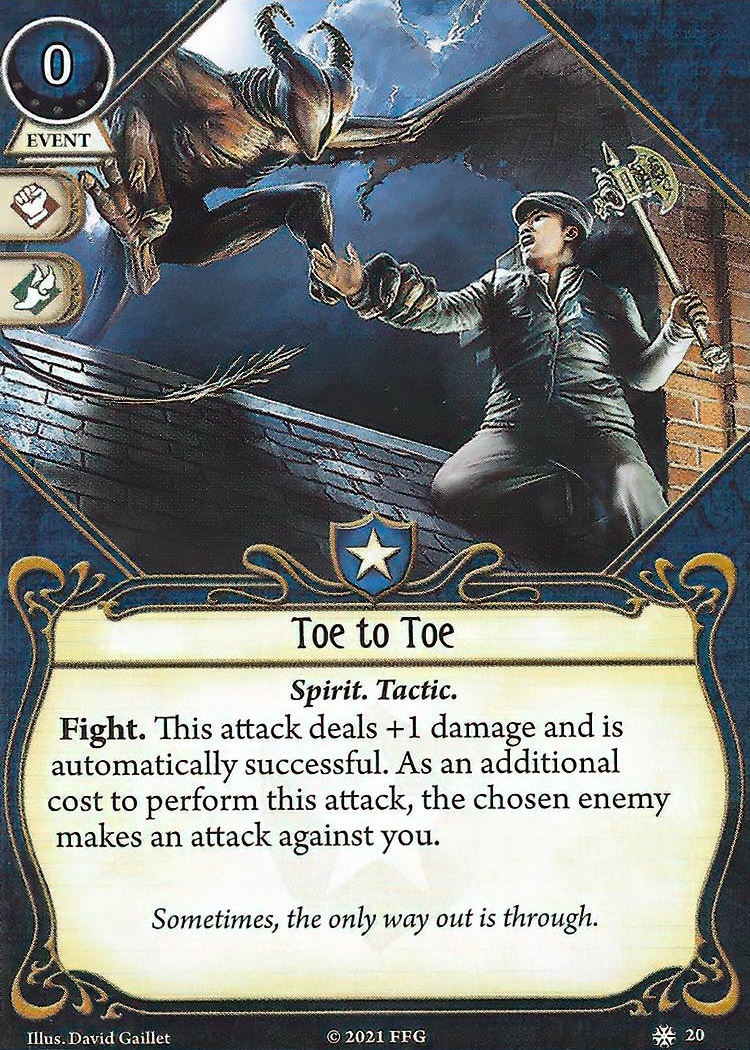 0
EVENT
Toe to Toe
Spirit. Tactic.
Fight. This attack deals +1 damage and is
automatically successful. As an additional
cost to perform this attack, the chosen enemy
makes an attack against you.
Sometimes, the only way out is through.
Illus. David Gaillet
© 2021 FFG
20